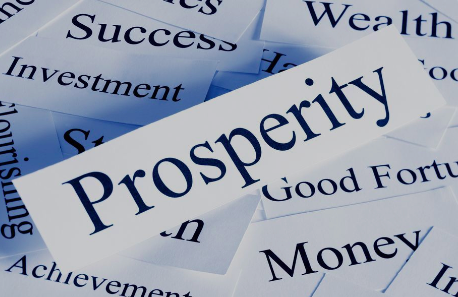 Success
Wealth
Investment
Prosperity
Good Fortu
Money
Achievement